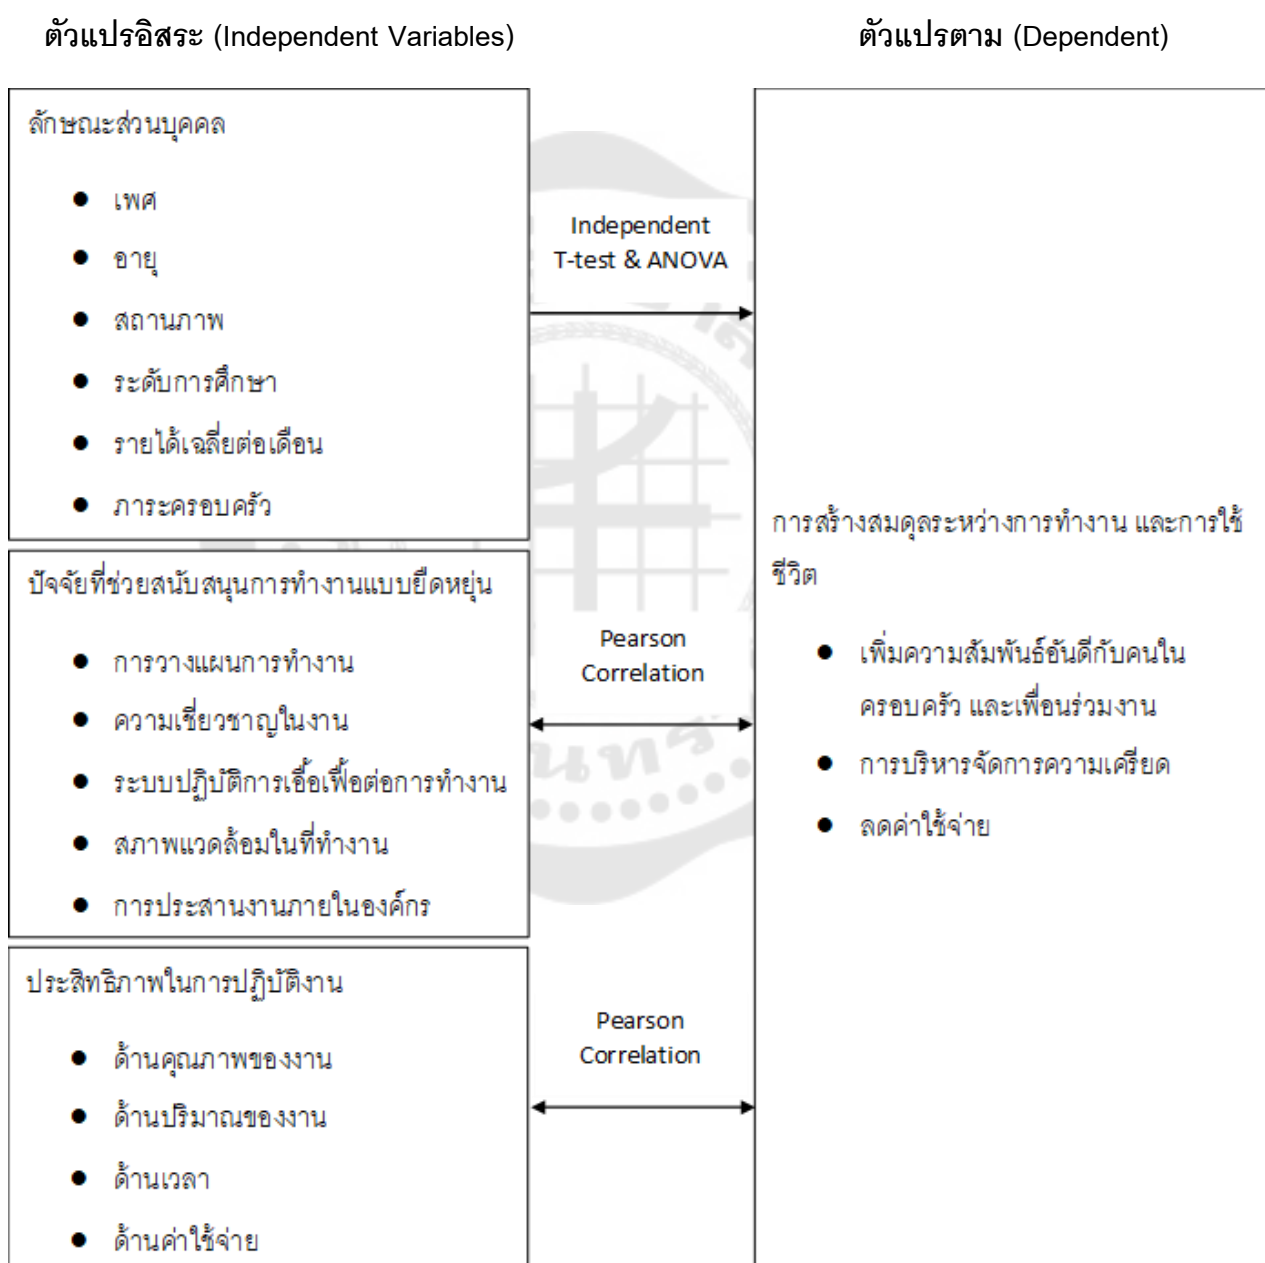 ตัวแปรอิสระ (Independent Variables)
ตัวแปรตาม (Dependent)
ลักษณะส่วนบุคคล
● เพศ
● อายุ
● สถานภาพ
● ระดับการศึกษา
● รายได้เฉลี่ยต่อเดือน
● ภาระครอบครัว
Independent
T-test & ANOVA
ปัจจัยที่ช่วยสนับสนุนการทำงานแบบยืดหยุ่น
● การวางแผนการทำงาน
● ความเชี่ยวชาญในงาน
● ระบบปฏิบัติการเอื้อเฟื้อต่อการทำงาน
● สภาพแวดล้อมในที่ทำงาน
● การประสานงานภายในองค์กร
Pearson
Correlation
ประสิทธิภาพในการปฏิบัติงาน
● ด้านคุณภาพของงาน
● ด้านปริมาณของงาน
● ด้านเวลา
● ด้านค่าใช้จ่าย
Pearson
Correlation
การสร้างสมดุลระหว่างการทำงาน และการใช้
ชีวิต
● เพิ่มความสัมพันธ์อันดีกับคนใน
ครอบครัว และเพื่อนร่วมงาน
● การบริหารจัดการความเครียด
● ลดค่าใช้จ่าย